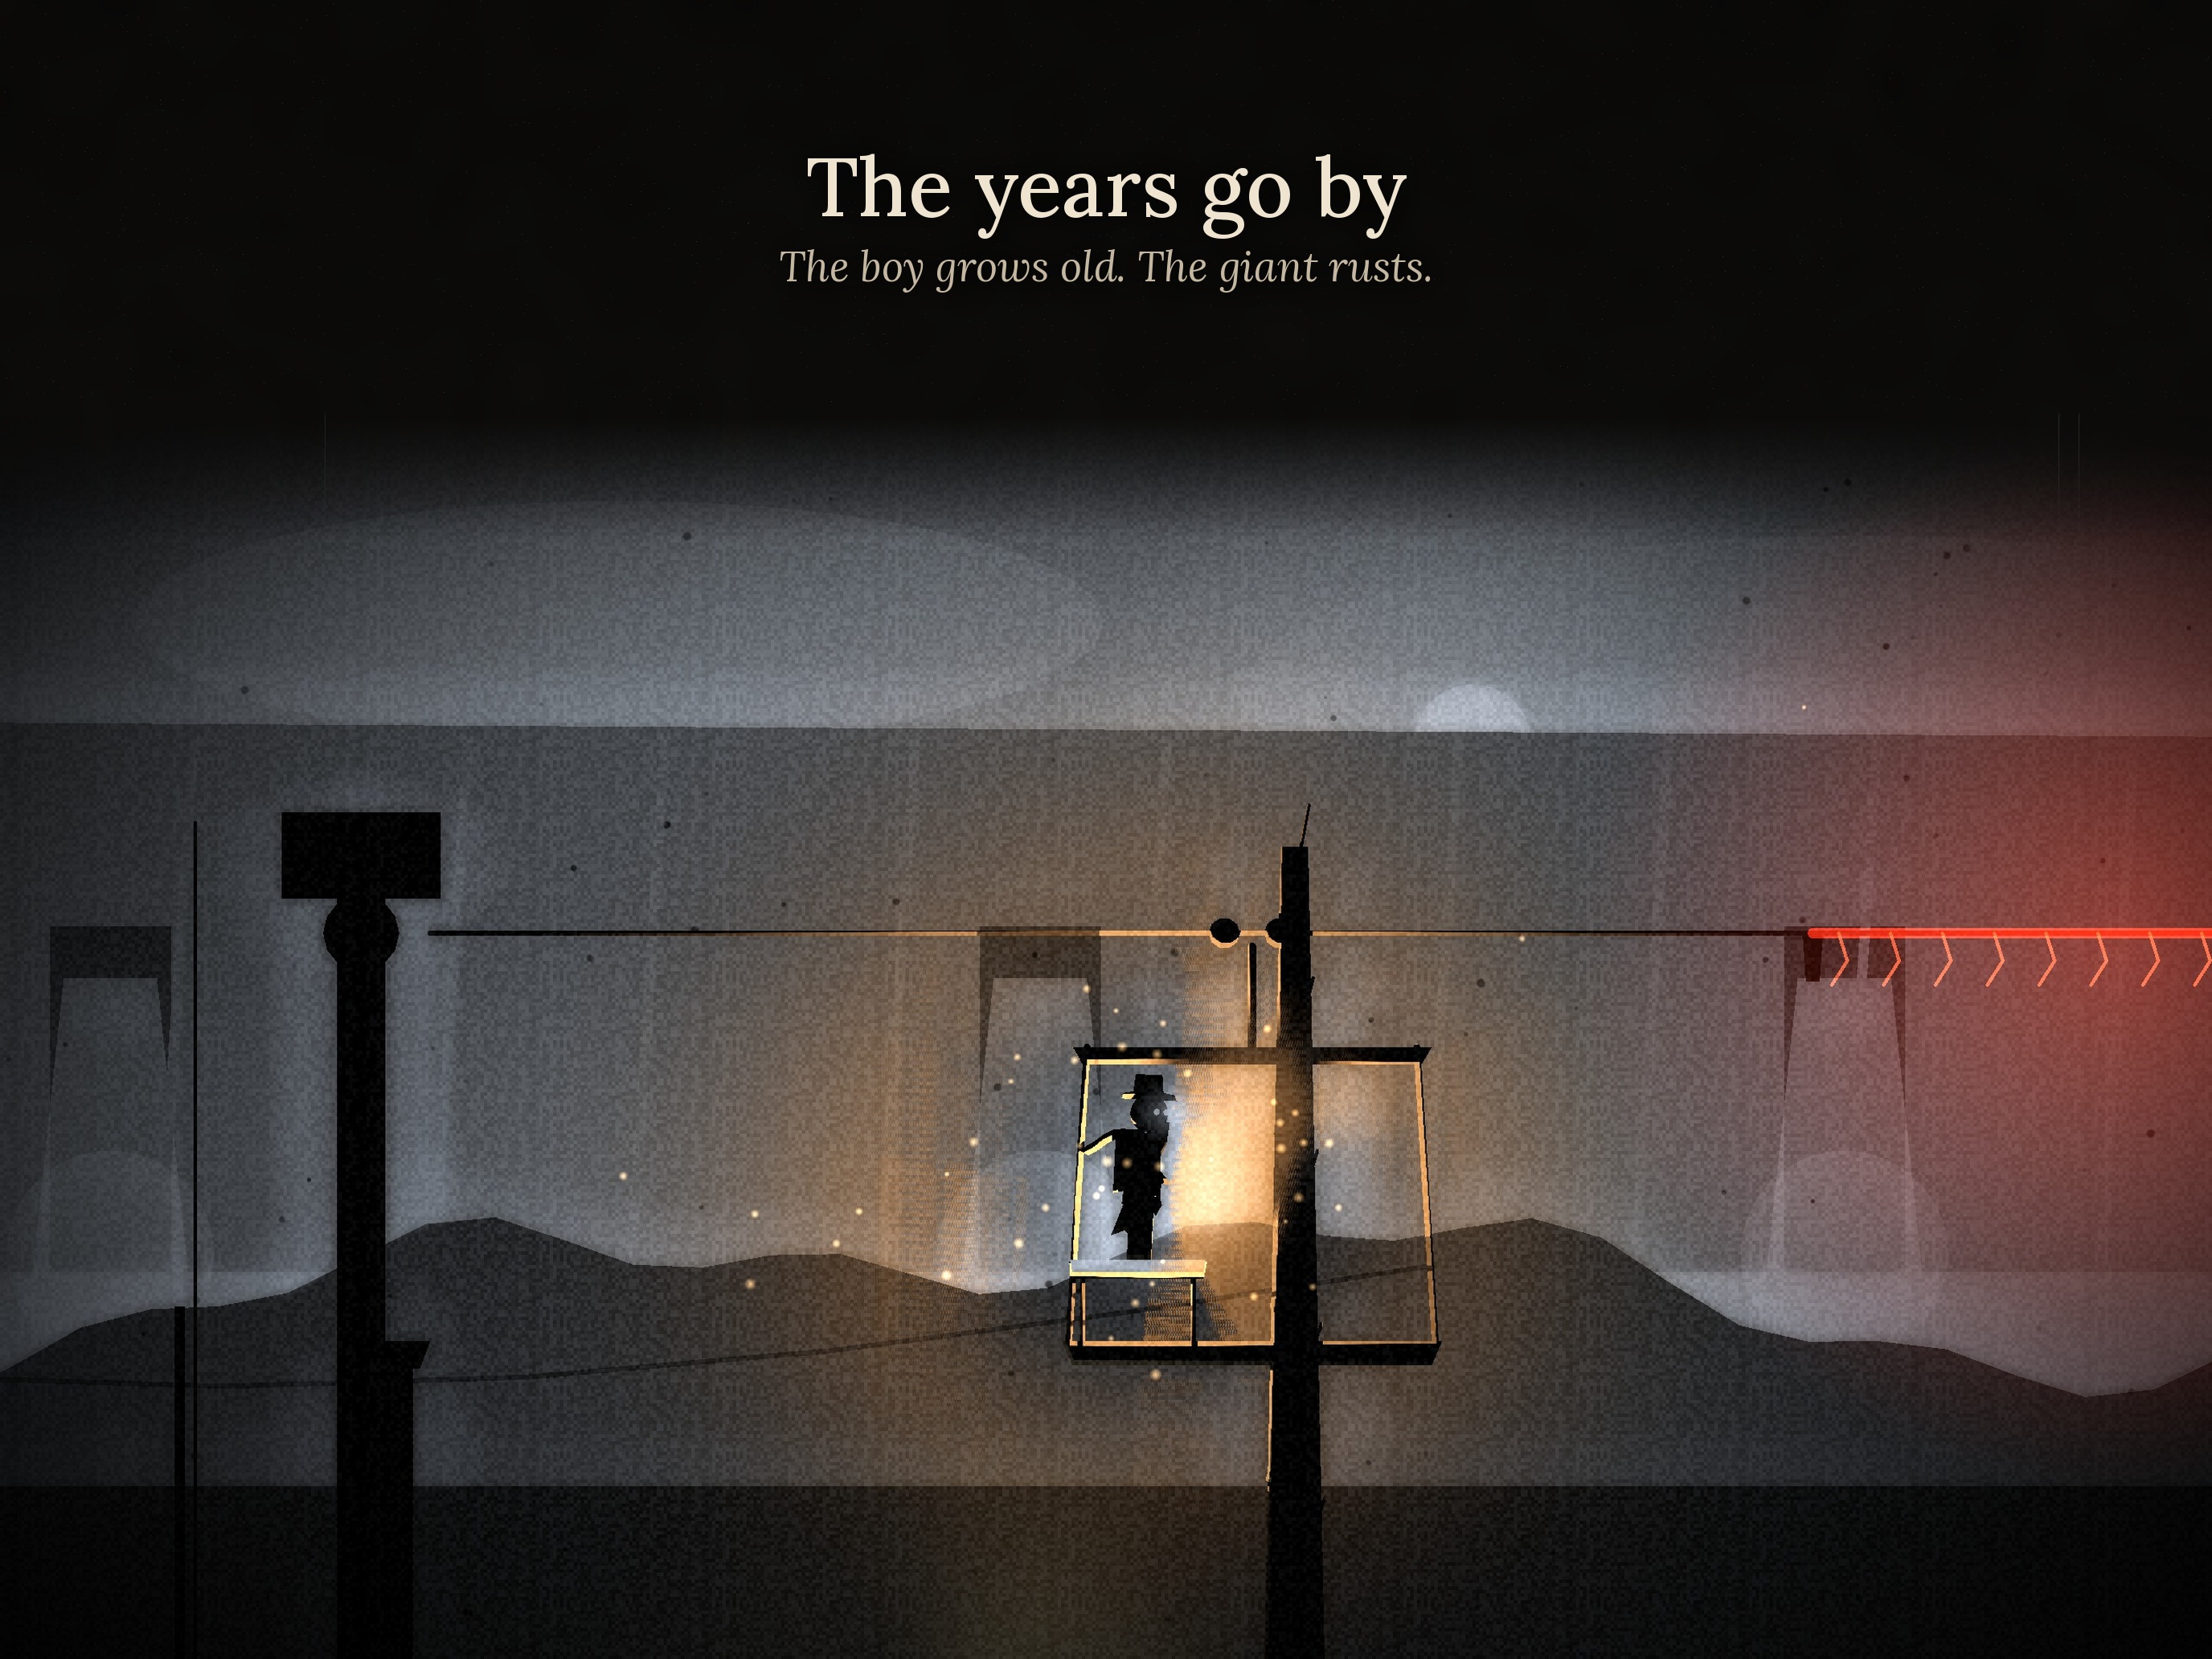 The years go by
The boy grows old. The giant rusts.